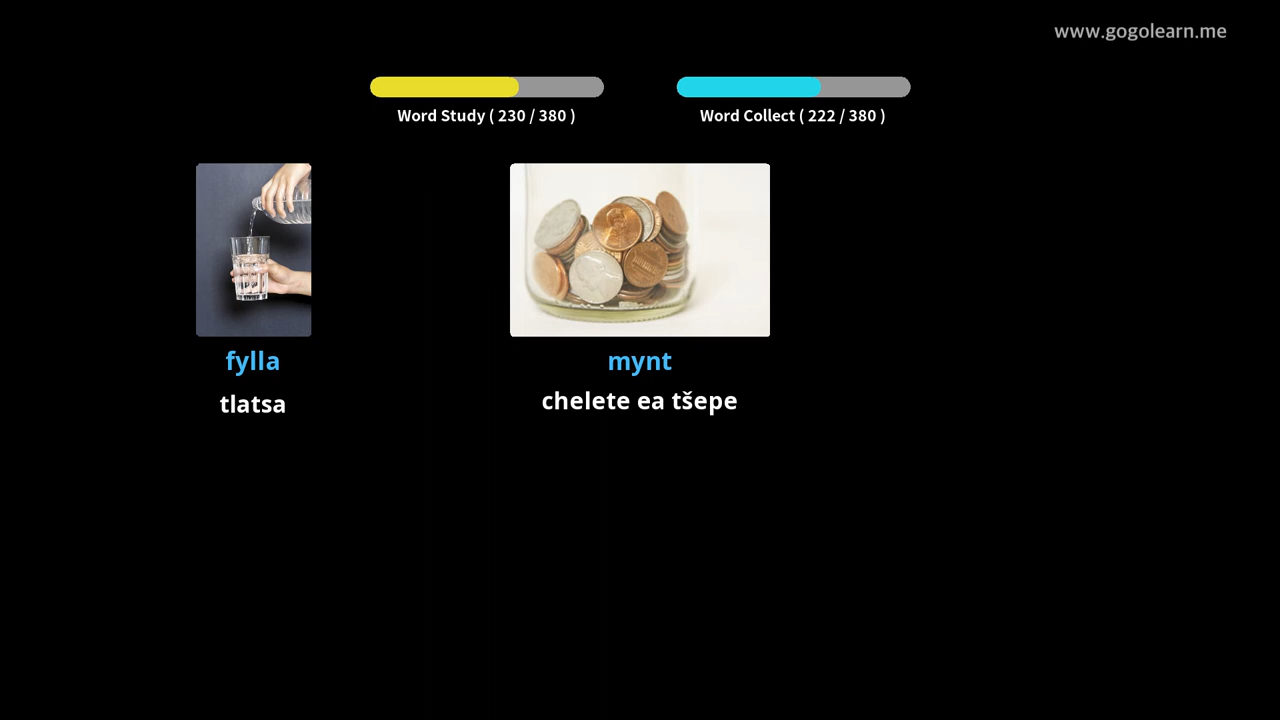 www.gogolearn.me
Word Study ( 230 / 380 )
Word Collect ( 222 / 380 )
fylla
tlatsa
mynt
chelete ea tšepe